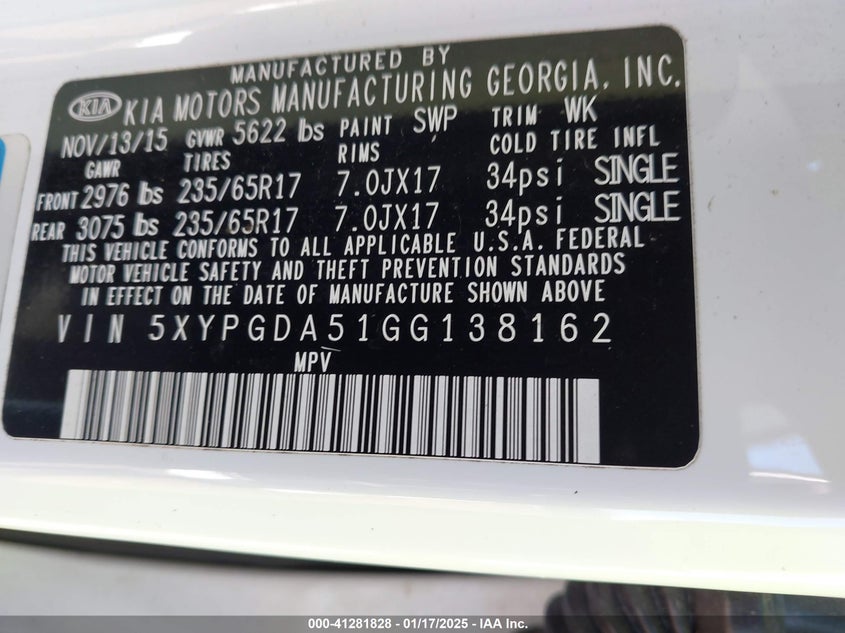 MANUFACTURED BY
KIA KIA MOTORS MANUFACTURING GEORGIA, INC.
NOV/13/15 GVWR 5622 lbs PAINT SWP TRIM WK
GAWR TIRES RIMS COLD TIRE INFL
FRONT 2976 lbs 235/65R17 7.0JX17 34psi SINGLE
REAR 3075 lbs 235/65R17 7.0JX17 34psi SINGLE
THIS VEHICLE CONFORMS TO ALL APPLICABLE U.S.A. FEDERAL
MOTOR VEHICLE SAFETY AND THEFT PREVENTION STANDARDS
IN EFFECT ON THE DATE OF MANUFACTURE SHOWN ABOVE
VIN 5XYPGDA51GG138162
MPV
000-41281828 - 01/17/2025 - IAA Inc.